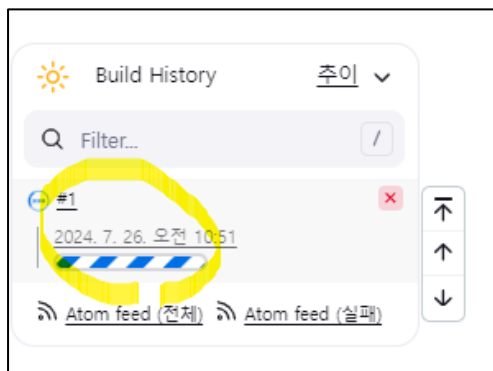 Build History 추이
Filter... /
#1
2024. 7. 26. 오전 10:51
Atom feed (전체) Atom feed (실패)